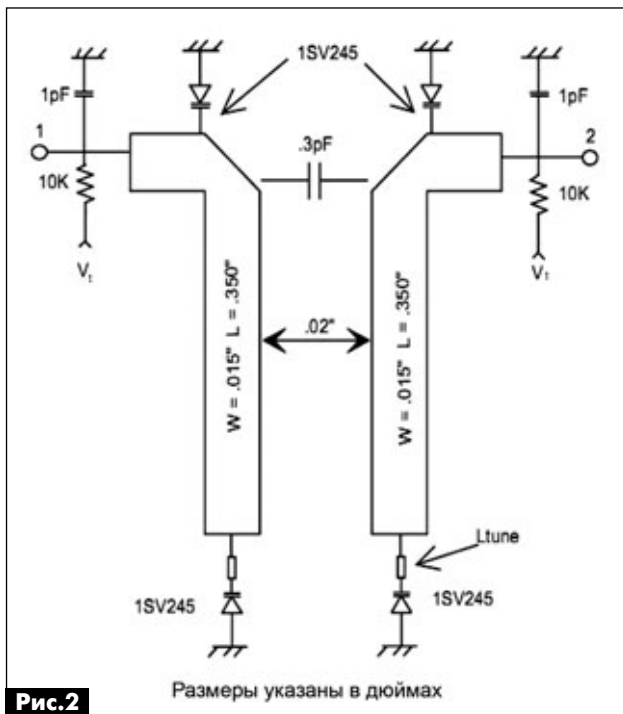 1SV245
1pF
1pF
1
.3pF
2
10K
10K
Vt
Vt
W = .015" L = .350"
.02"
W = .015" L = .350"
Ltune
1SV245
1SV245
Размеры указаны в дюймах
Рис.2